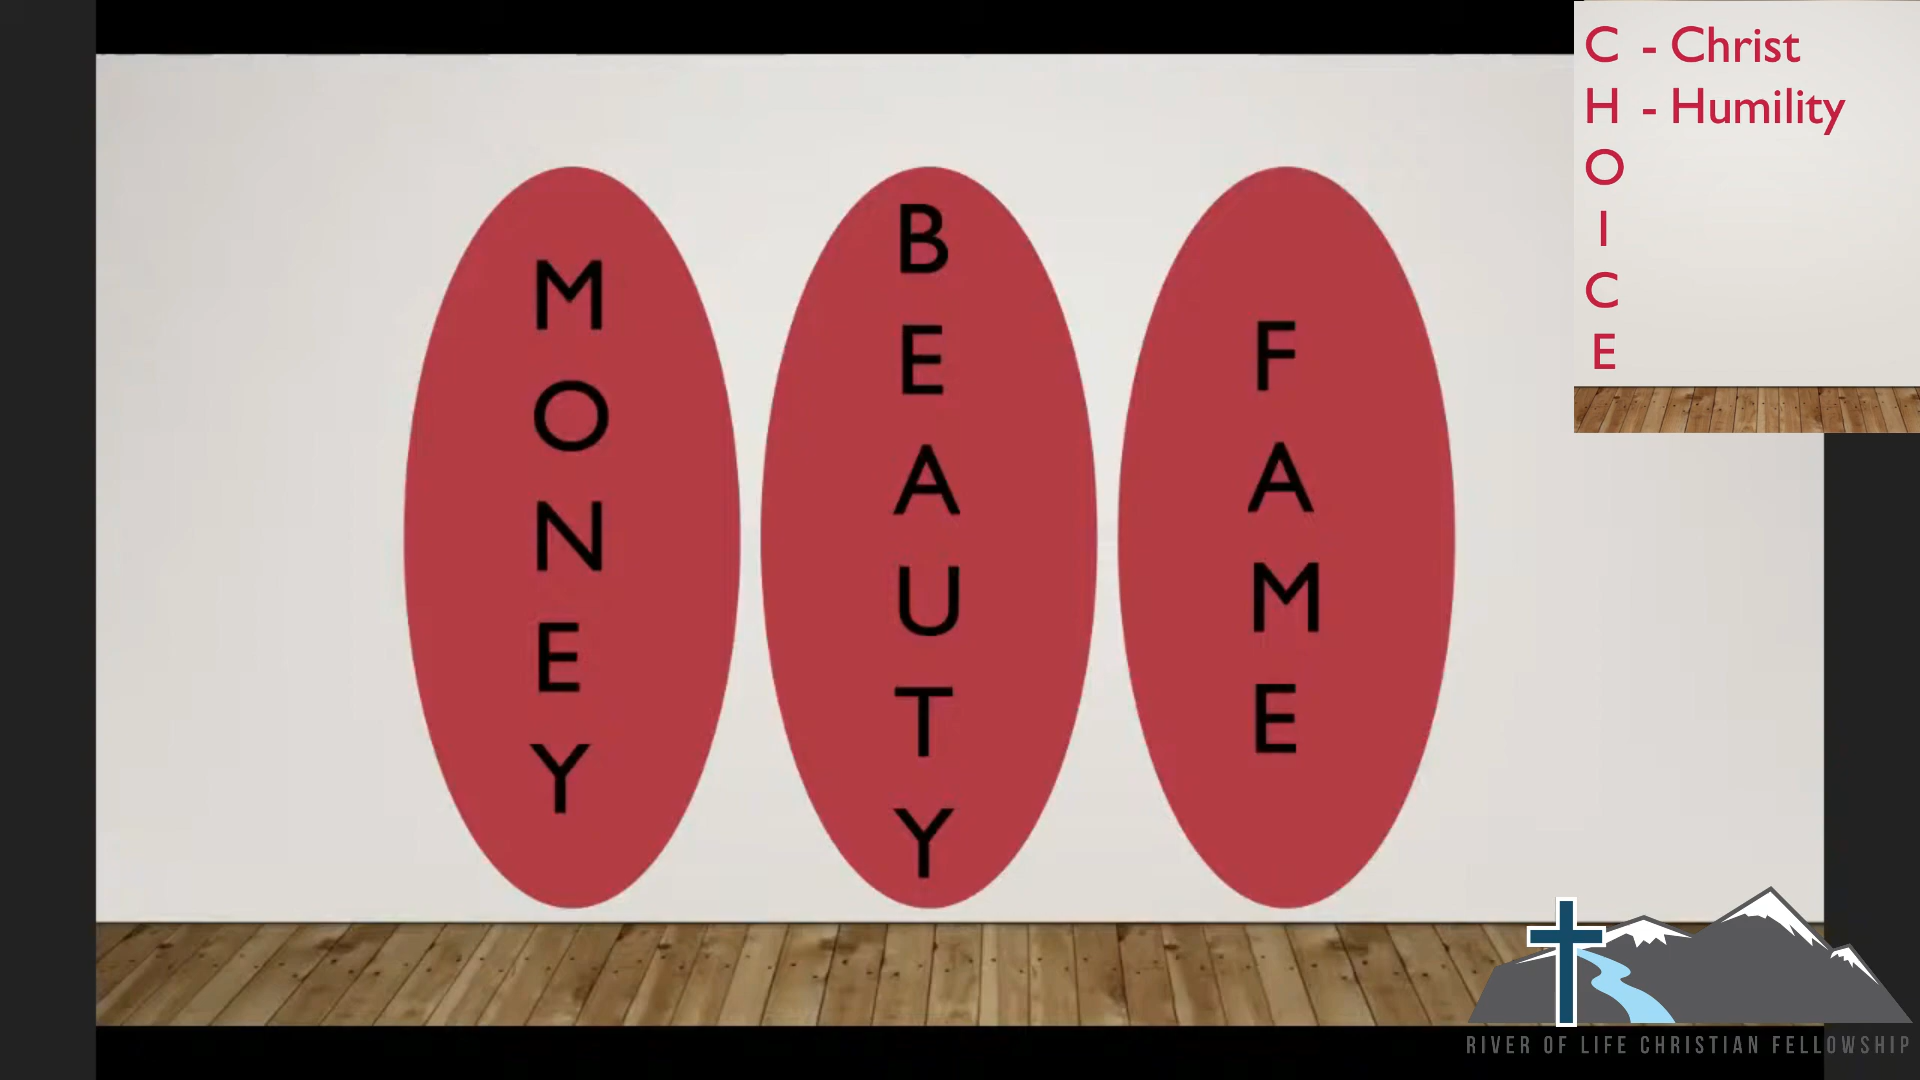 MONEY
BEAUTY
FAME
C - Christ
H - Humility
O
I
C
E
RIVER OF LIFE CHRISTIAN FELLOWSHIP